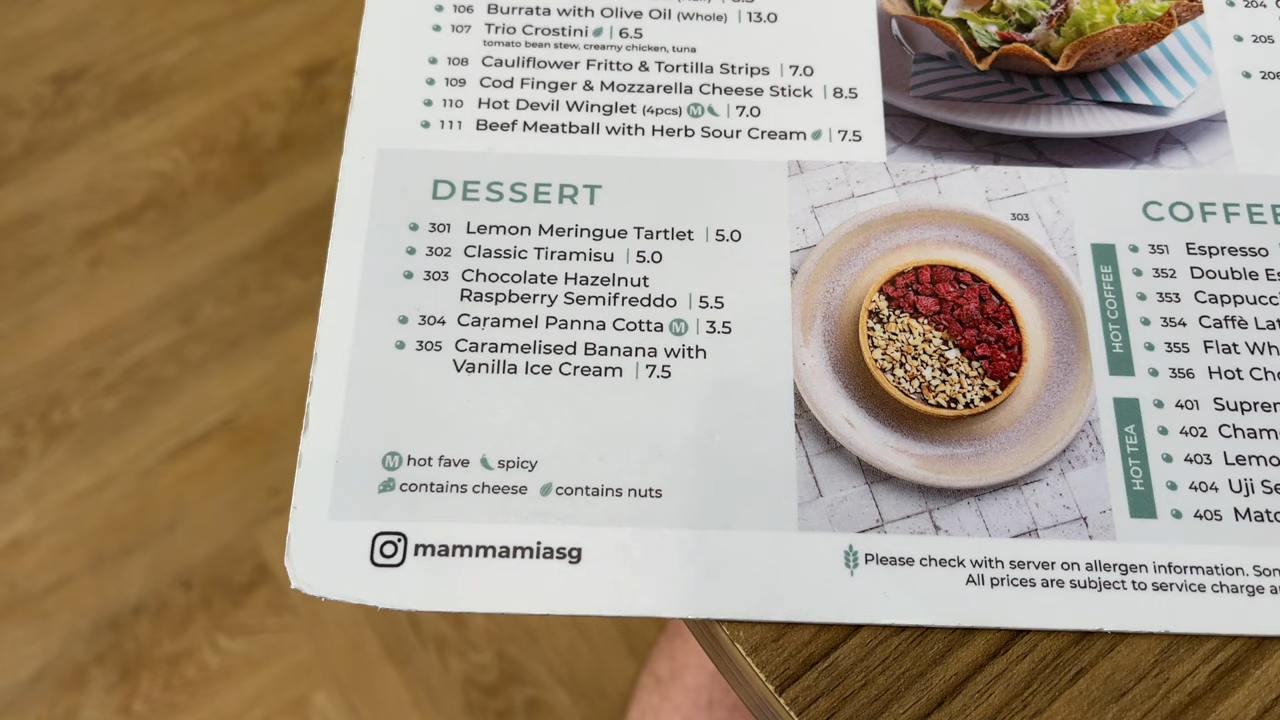 106 Burrata with Olive Oil (Whole) | 13.0
107 Trio Crostini | 6.5
tomato bean stew, creamy chicken, tuna
108 Cauliflower Fritto & Tortilla Strips | 7.0
109 Cod Finger & Mozzarella Cheese Stick | 8.5
110 Hot Devil Winglet (4pcs) M | 7.0
111 Beef Meatball with Herb Sour Cream | 7.5
DESSERT
301 Lemon Meringue Tartlet | 5.0
302 Classic Tiramisu | 5.0
303 Chocolate Hazelnut
Raspberry Semifreddo | 5.5
304 Caramel Panna Cotta M | 3.5
305 Caramelised Banana with
Vanilla Ice Cream | 7.5
M hot fave spicy
contains cheese contains nuts
mammamiasg
303
204
205
206
COFFEE
HOT COFFEE
351 Espresso
352 Double
353
354 Caffè
355 Flat
356 Hot
HOT TEA
401
402
403
404 Uji
405
Please check with server on allergen information.
All prices are subject to service charge